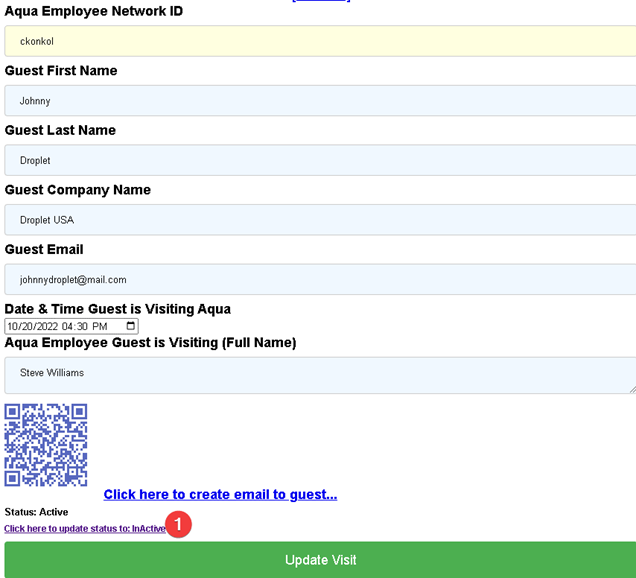 Aqua Employee Network ID
ckonkol
Guest First Name
Johnny
Guest Last Name
Droplet
Guest Company Name
Droplet USA
Guest Email
johnnydroplet@mail.com
Date & Time Guest is Visiting Aqua
10/20/2022 04:30 PM
Aqua Employee Guest is Visiting (Full Name)
Steve Williams
Click here to create email to guest...
Status: Active
Click here to update status to: InActive 1
Update Visit